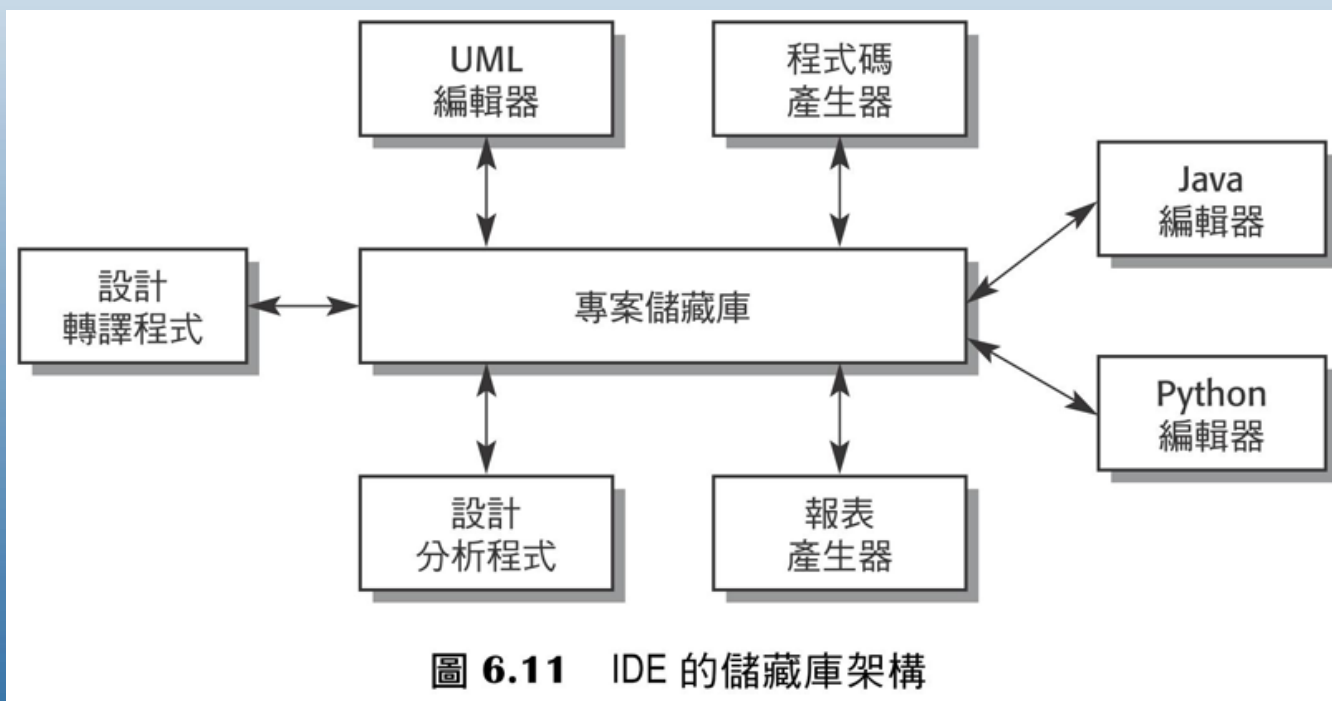 UML
編輯器
程式碼
產生器
Java
編輯器
設計
轉譯程式
專案儲藏庫
Python
編輯器
設計
分析程式
報表
產生器
圖 6.11 IDE 的儲藏庫架構